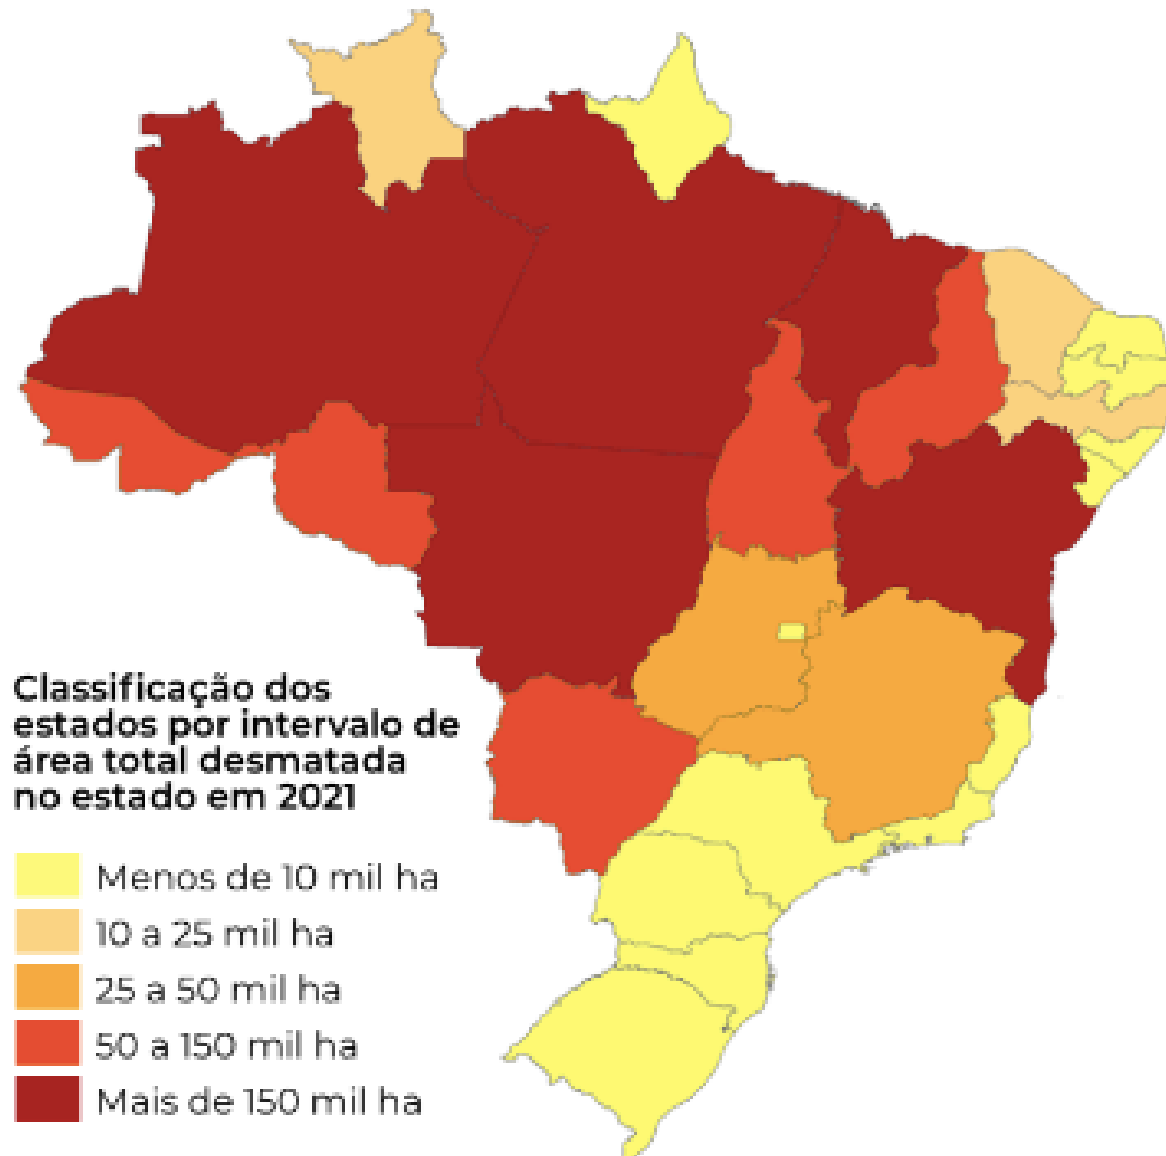 Classificação dos
estados por intervalo de
área total desmatada
no estado em 2021
Menos de 10 mil ha
10 a 25 mil ha
25 a 50 mil ha
50 a 150 mil ha
Mais de 150 mil ha